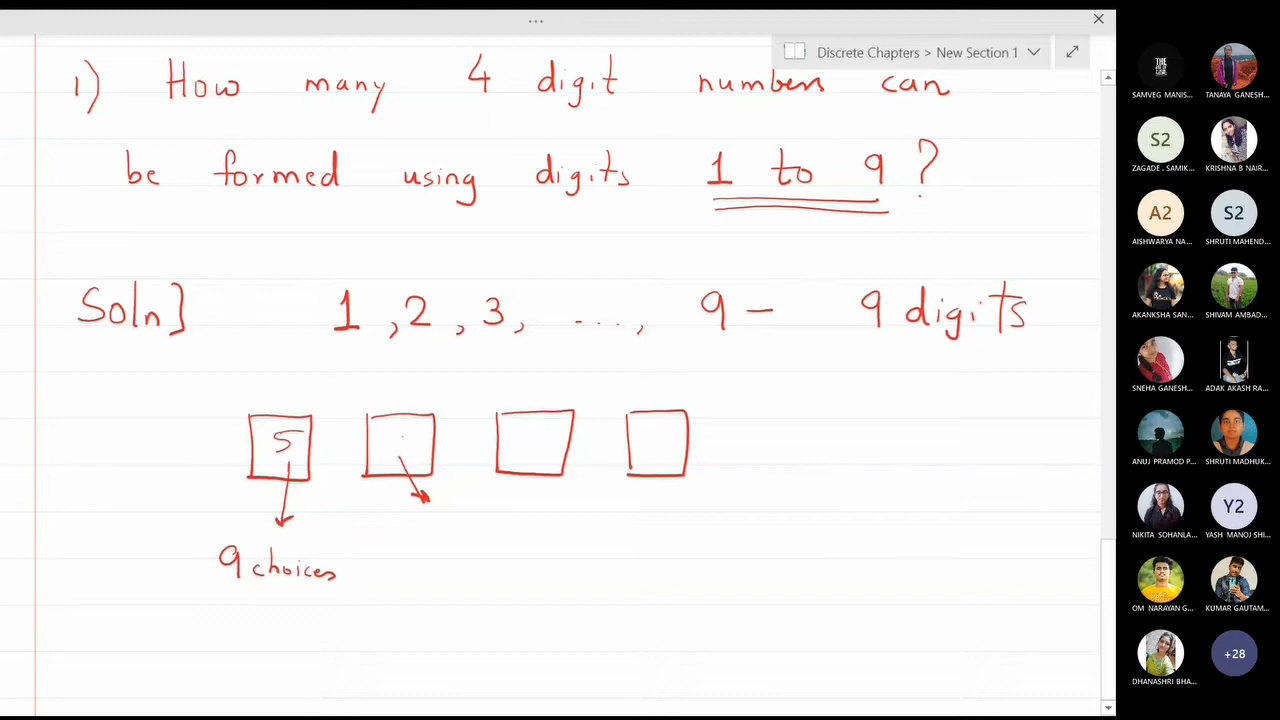 Discrete Chapters > New Section 1
1) How many 4 digit numbers can
be formed using digits 1 to 9 ?
Soln] 1, 2, 3, ..., 9 - 9 digits
5
9 choices
THE
SAMVEG MANIS...
TANAYA GANESH...
S2
ZAGADE . SAMIK...
KRISHNA B NAIR...
A2
AISHWARYA NA...
S2
SHRUTI MAHEND...
AKANKSHA SAN...
SHIVAM AMBAD...
SNEHA GANESH...
ADAK AKASH RA...
ANUJ PRAMOD P...
SHRUTI MADHUK...
NIKITA SOHANLA...
Y2
YASH MANOJ SHI...
OM NARAYAN G...
KUMAR GAUTAM...
DHANASHRI BHA...
+28